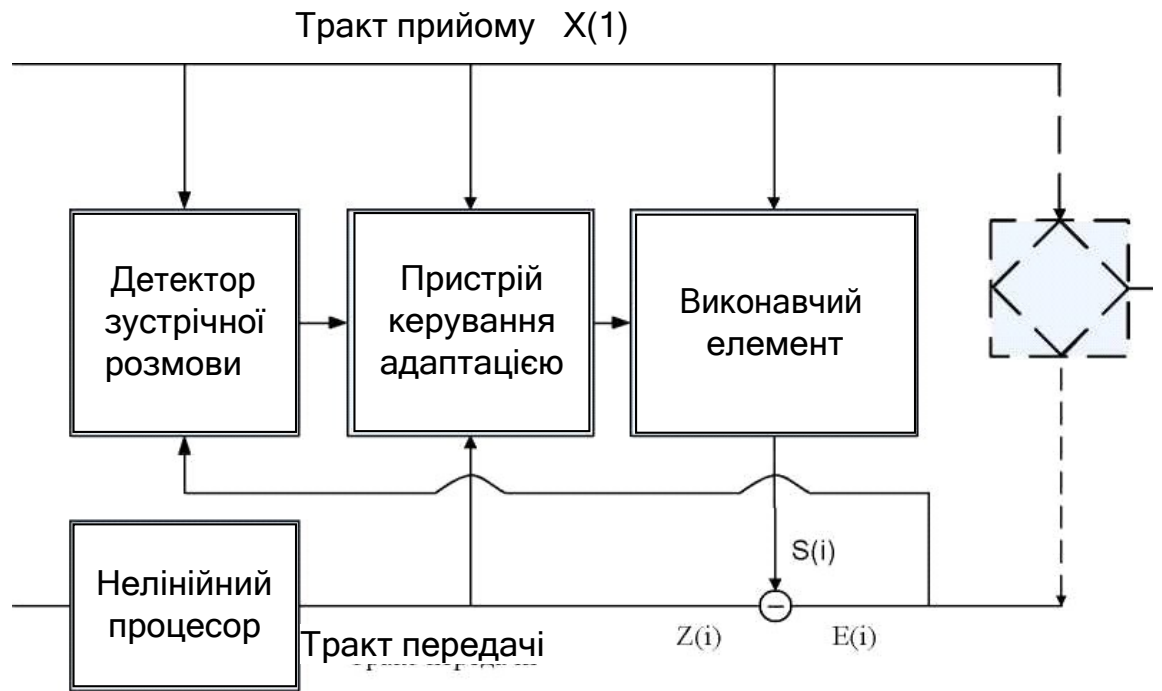 Тракт прийому X(1)
Детектор
зустрічної
розмови
Пристрій
керування
адаптацією
Виконавчий
елемент
S(i)
Нелінійний
процесор
Тракт передачі
Z(i)
E(i)